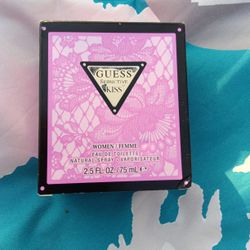 GUESS
SEDUCTIVE
KISS
WOMEN / FEMME
EAU DE TOILETTE
NATURAL SPRAY - VAPORISATEUR
2.5 FL. OZ. / 75 mL ℮